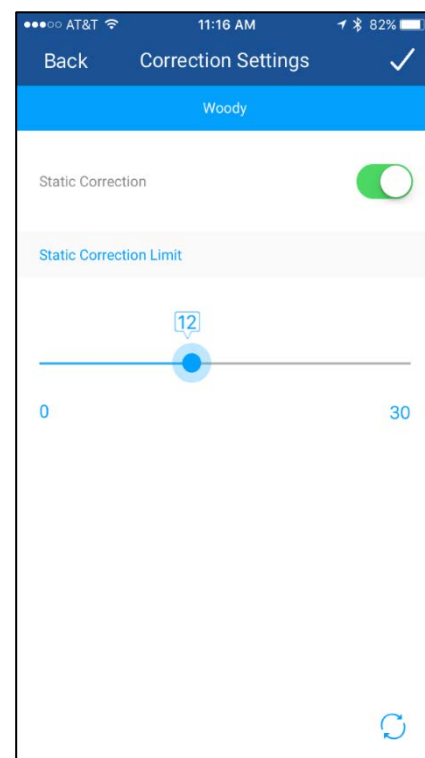 AT&T 11:16 AM 82%
Back Correction Settings
Woody
Static Correction
Static Correction Limit
12
0 30